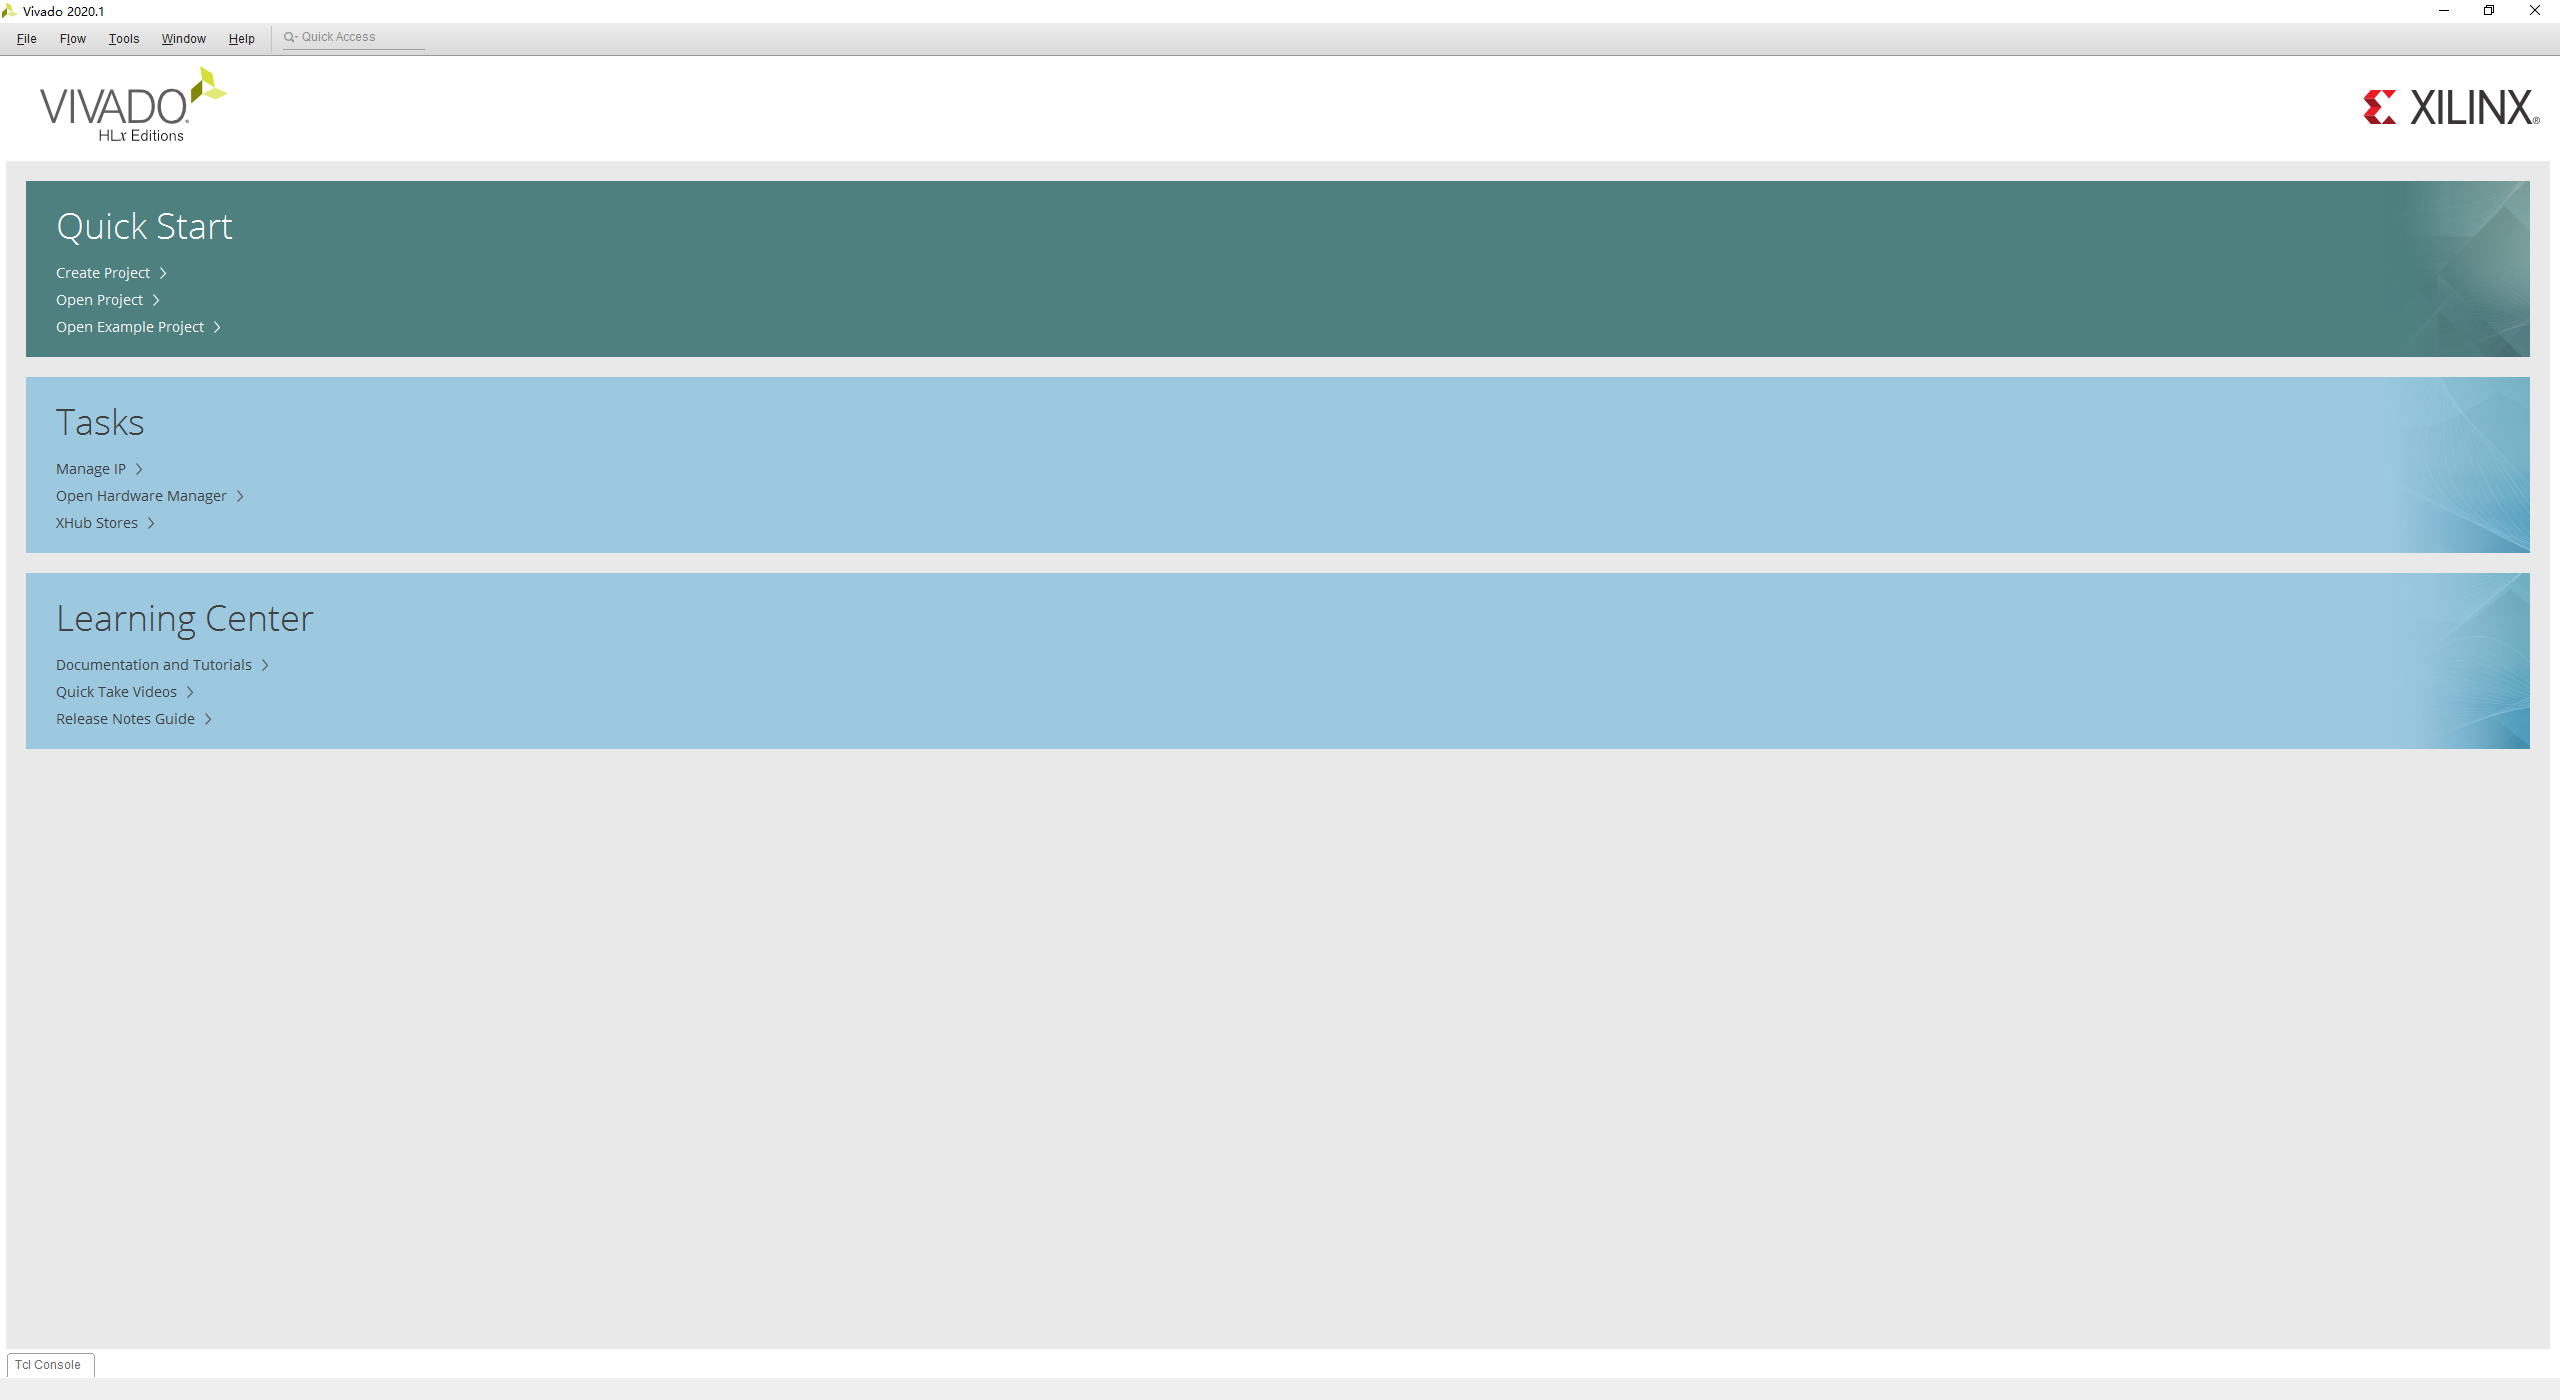 Vivado 2020.1
File Flow Tools Window Help Quick Access
VIVADO®
HLx Editions
XILINX®
Quick Start
Create Project
Open Project
Open Example Project
Tasks
Manage IP
Open Hardware Manager
XHub Stores
Learning Center
Documentation and Tutorials
Quick Take Videos
Release Notes Guide
Tcl Console